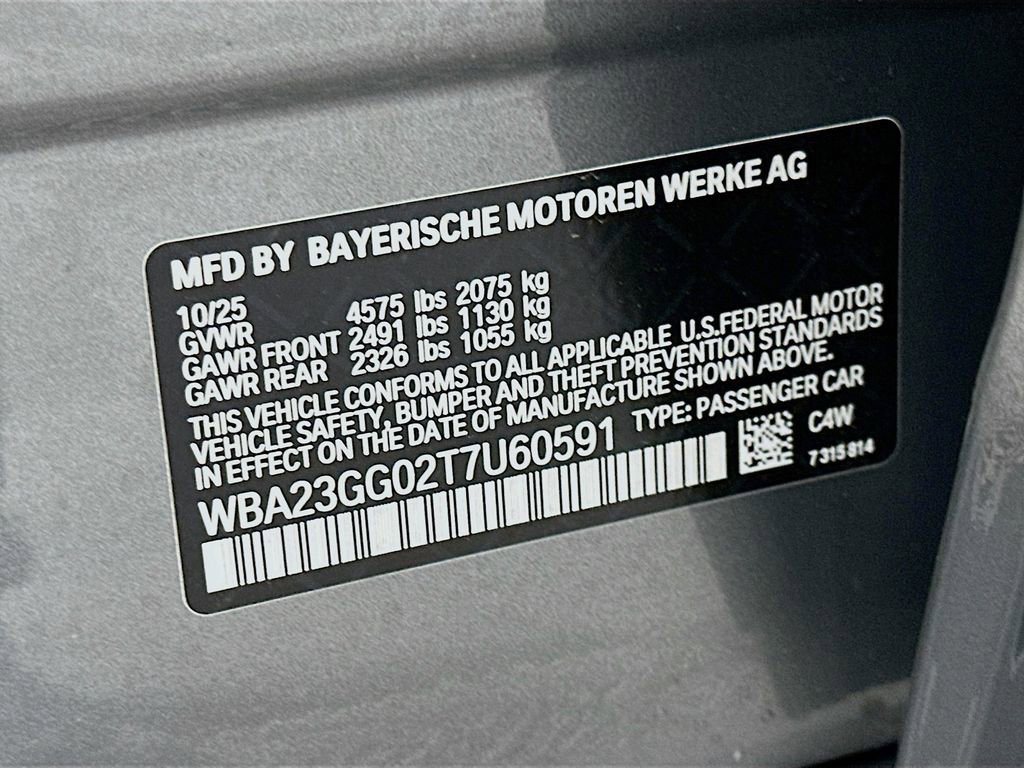 MFD BY BAYERISCHE MOTOREN WERKE AG
10/25
GVWR 4575 lbs 2075 kg
GAWR FRONT 2491 lbs 1130 kg
GAWR REAR 2326 lbs 1055 kg
THIS VEHICLE CONFORMS TO ALL APPLICABLE U.S.FEDERAL MOTOR
VEHICLE SAFETY, BUMPER AND THEFT PREVENTION STANDARDS
IN EFFECT ON THE DATE OF MANUFACTURE SHOWN ABOVE.
WBA23GG02T7U60591 TYPE: PASSENGER CAR
C4W
7315814